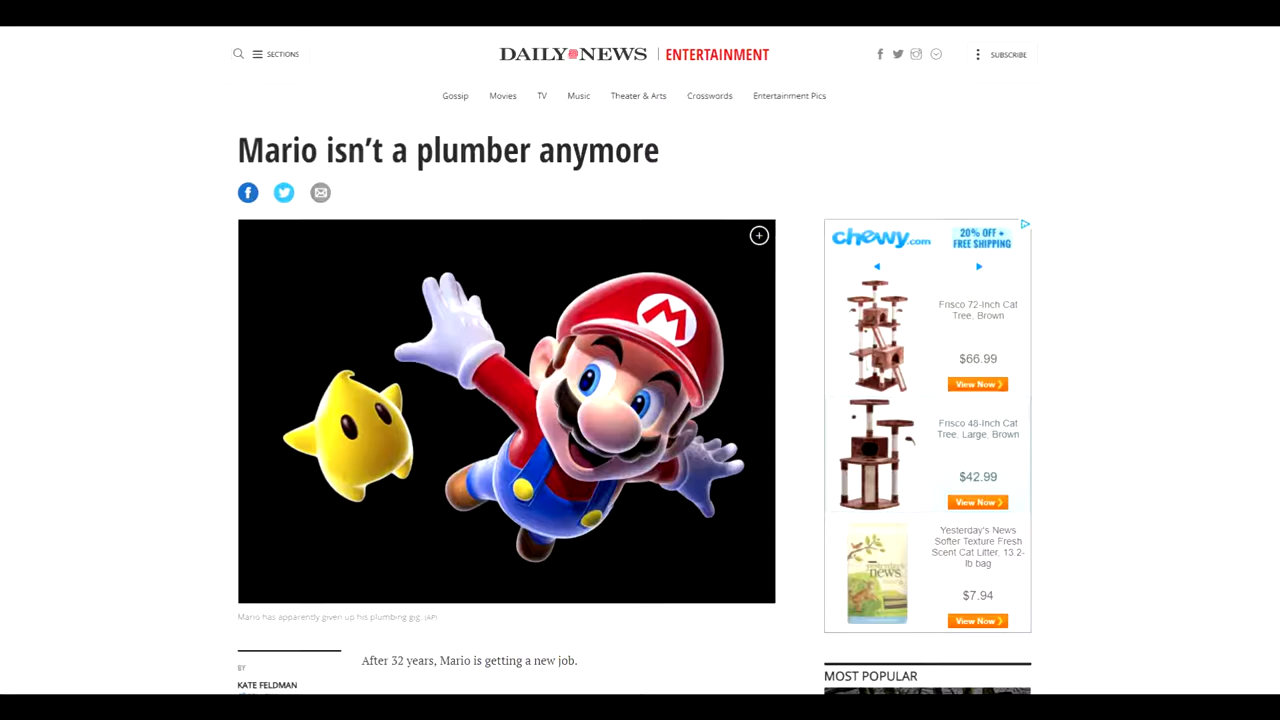 SECTIONS
DAILY NEWS | ENTERTAINMENT
SUBSCRIBE
Gossip Movies TV Music Theater & Arts Crosswords Entertainment Pics
Mario isn't a plumber anymore
M
chewy.com
20% OFF +
FREE SHIPPING
Frisco 72-Inch Cat
Tree, Brown
$66.99
View Now
Frisco 48-Inch Cat
Tree, Large, Brown
$42.99
View Now
Yesterday's News
Softer Texture Fresh
Scent Cat Litter, 13.2-
lb bag
yesterday's
news
$7.94
View Now
Mario has apparently given up his plumbing gig. (AP)
BY
KATE FELDMAN
After 32 years, Mario is getting a new job.
MOST POPULAR